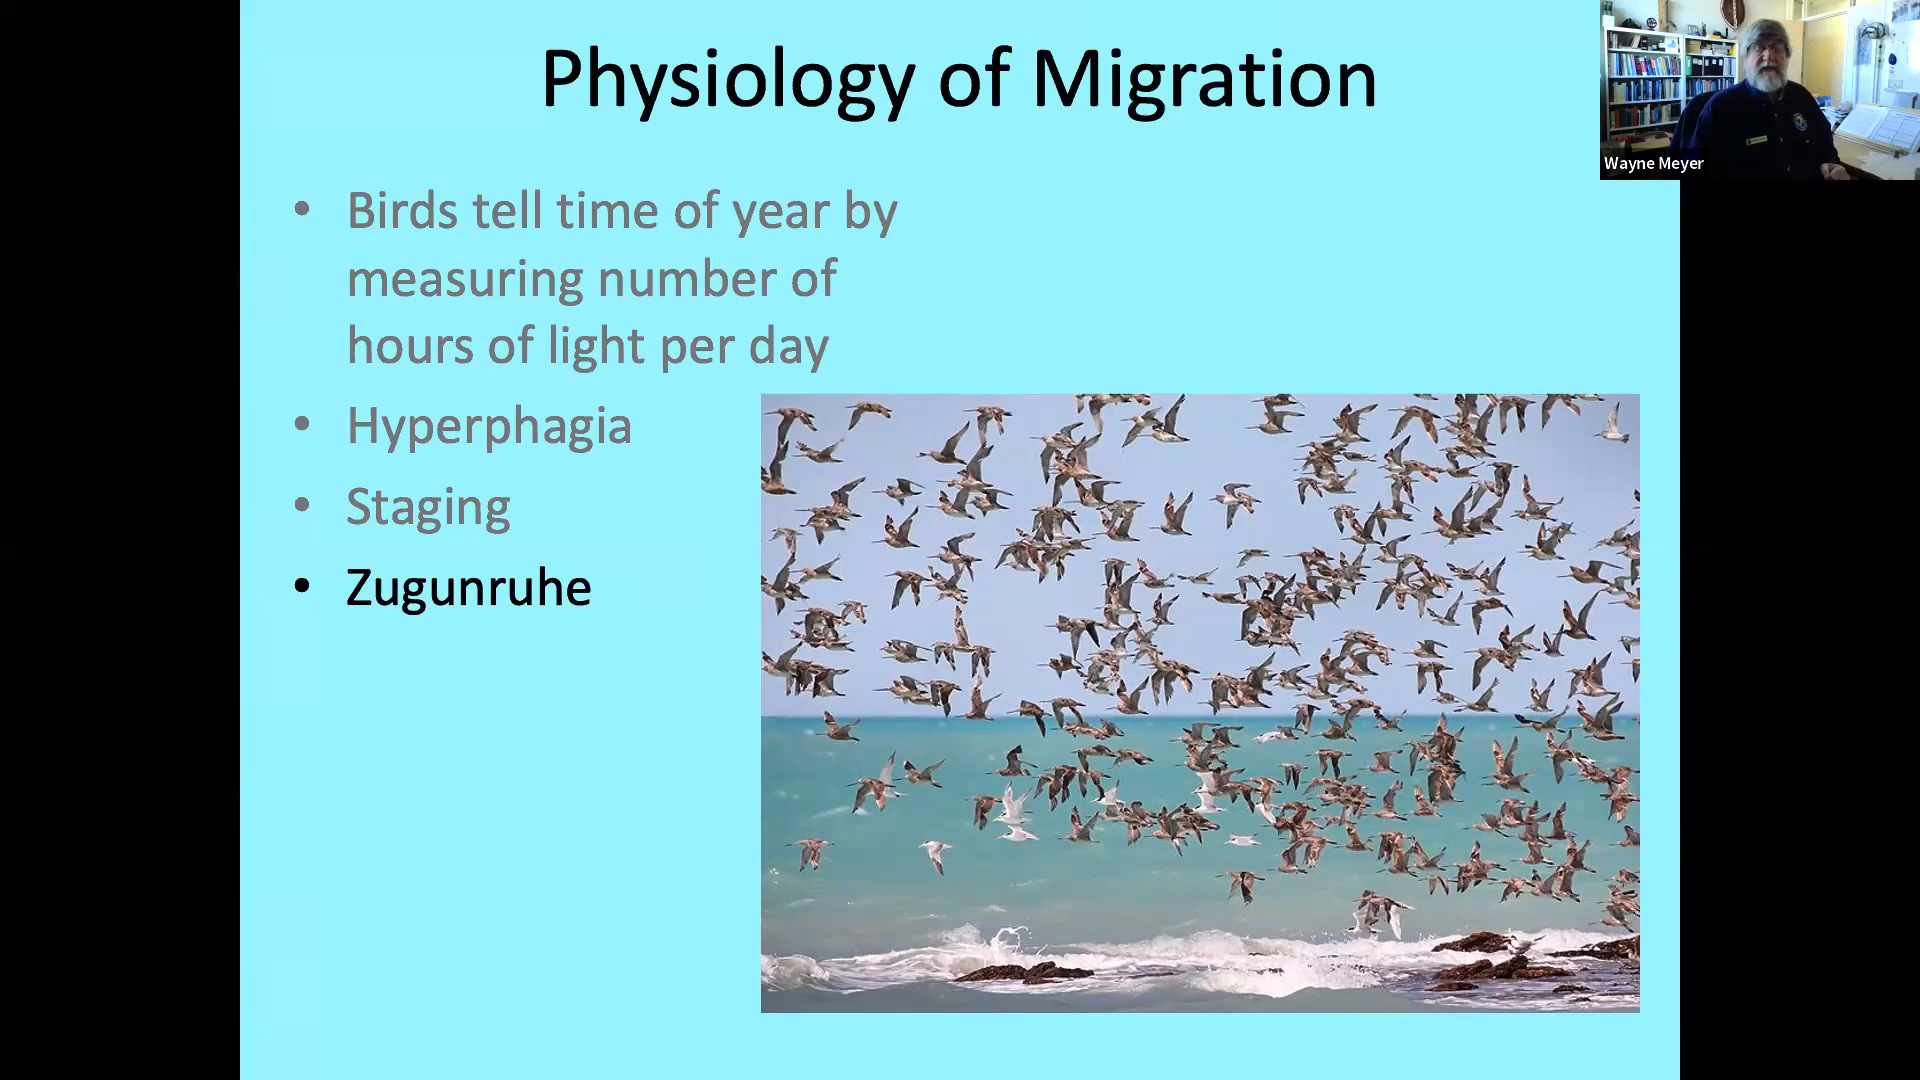 Physiology of Migration
Wayne Meyer
• Birds tell time of year by
measuring number of
hours of light per day
• Hyperphagia
• Staging
• Zugunruhe